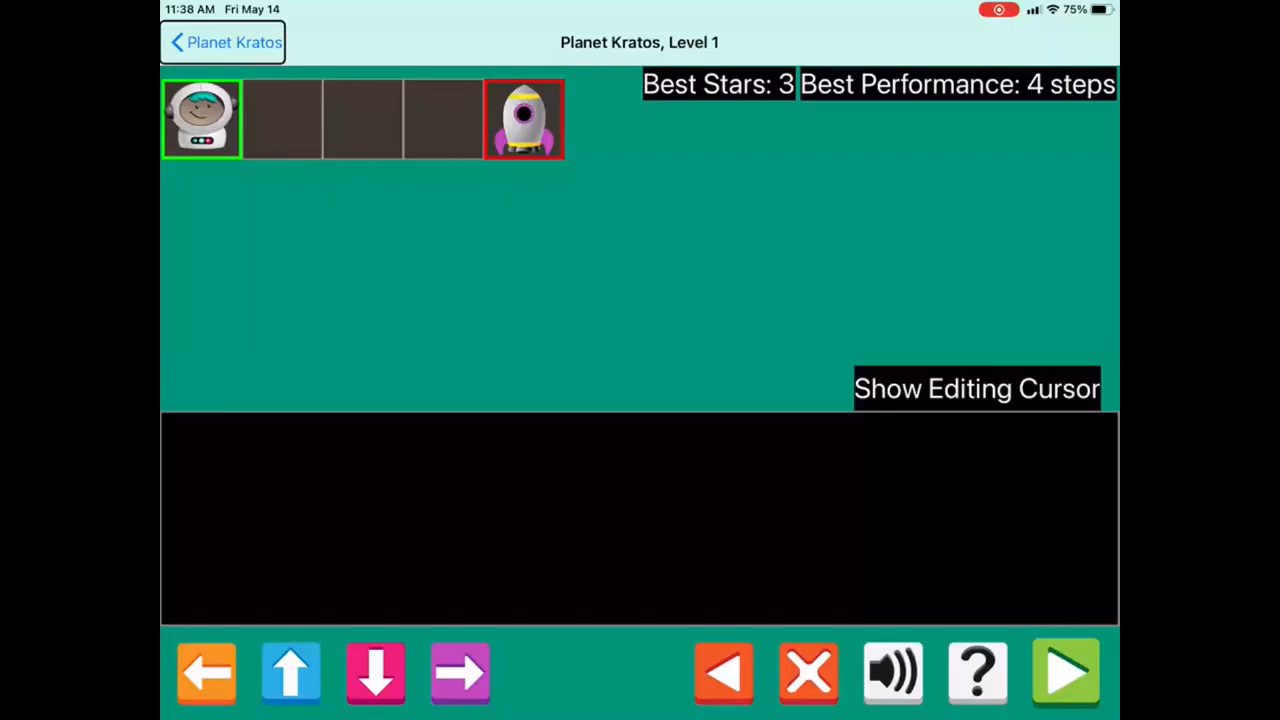 11:38 AM Fri May 14
75%
Planet Kratos
Planet Kratos, Level 1
Best Stars: 3
Best Performance: 4 steps
Show Editing Cursor
?